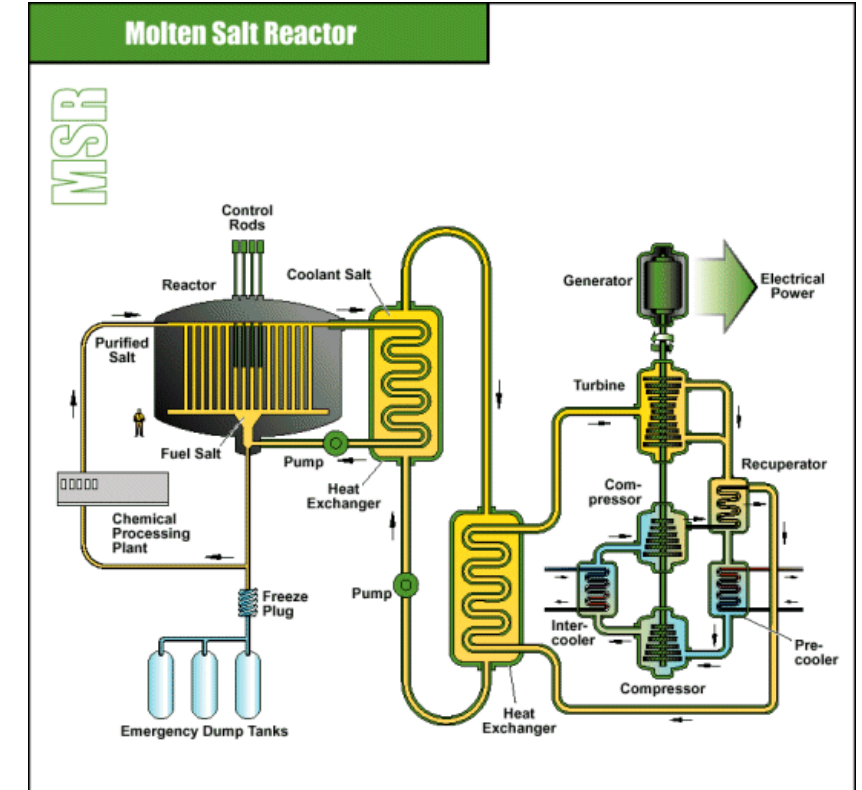 Molten Salt Reactor
MSR
Control
Rods
Reactor
Coolant Salt
Purified
Salt
Fuel Salt
Pump
Heat
Exchanger
Chemical
Processing
Plant
Freeze
Plug
Emergency Dump Tanks
Pump
Heat
Exchanger
Generator
Electrical
Power
Turbine
Recuperator
Com-
pressor
Inter-
cooler
Pre-
cooler
Compressor